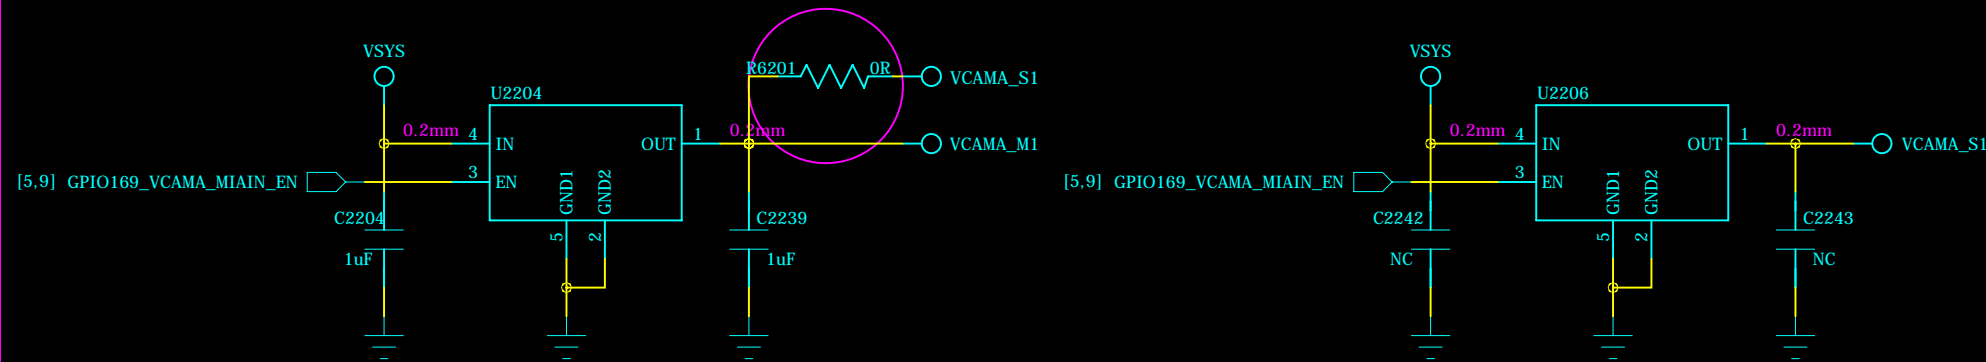 VSYS
R6201 0R VCAMA_S1
U2204
0.2mm 4 IN OUT 1 0.2mm VCAMA_M1
[5,9] GPIO169_VCAMA_MIAIN_EN 3 EN
GND1 GND2
C2204 C2239
5 2
1uF 1uF
VSYS
U2206
0.2mm 4 IN OUT 1 0.2mm VCAMA_S1
[5,9] GPIO169_VCAMA_MIAIN_EN 3 EN
GND1 GND2
C2242 C2243
5 2
NC NC